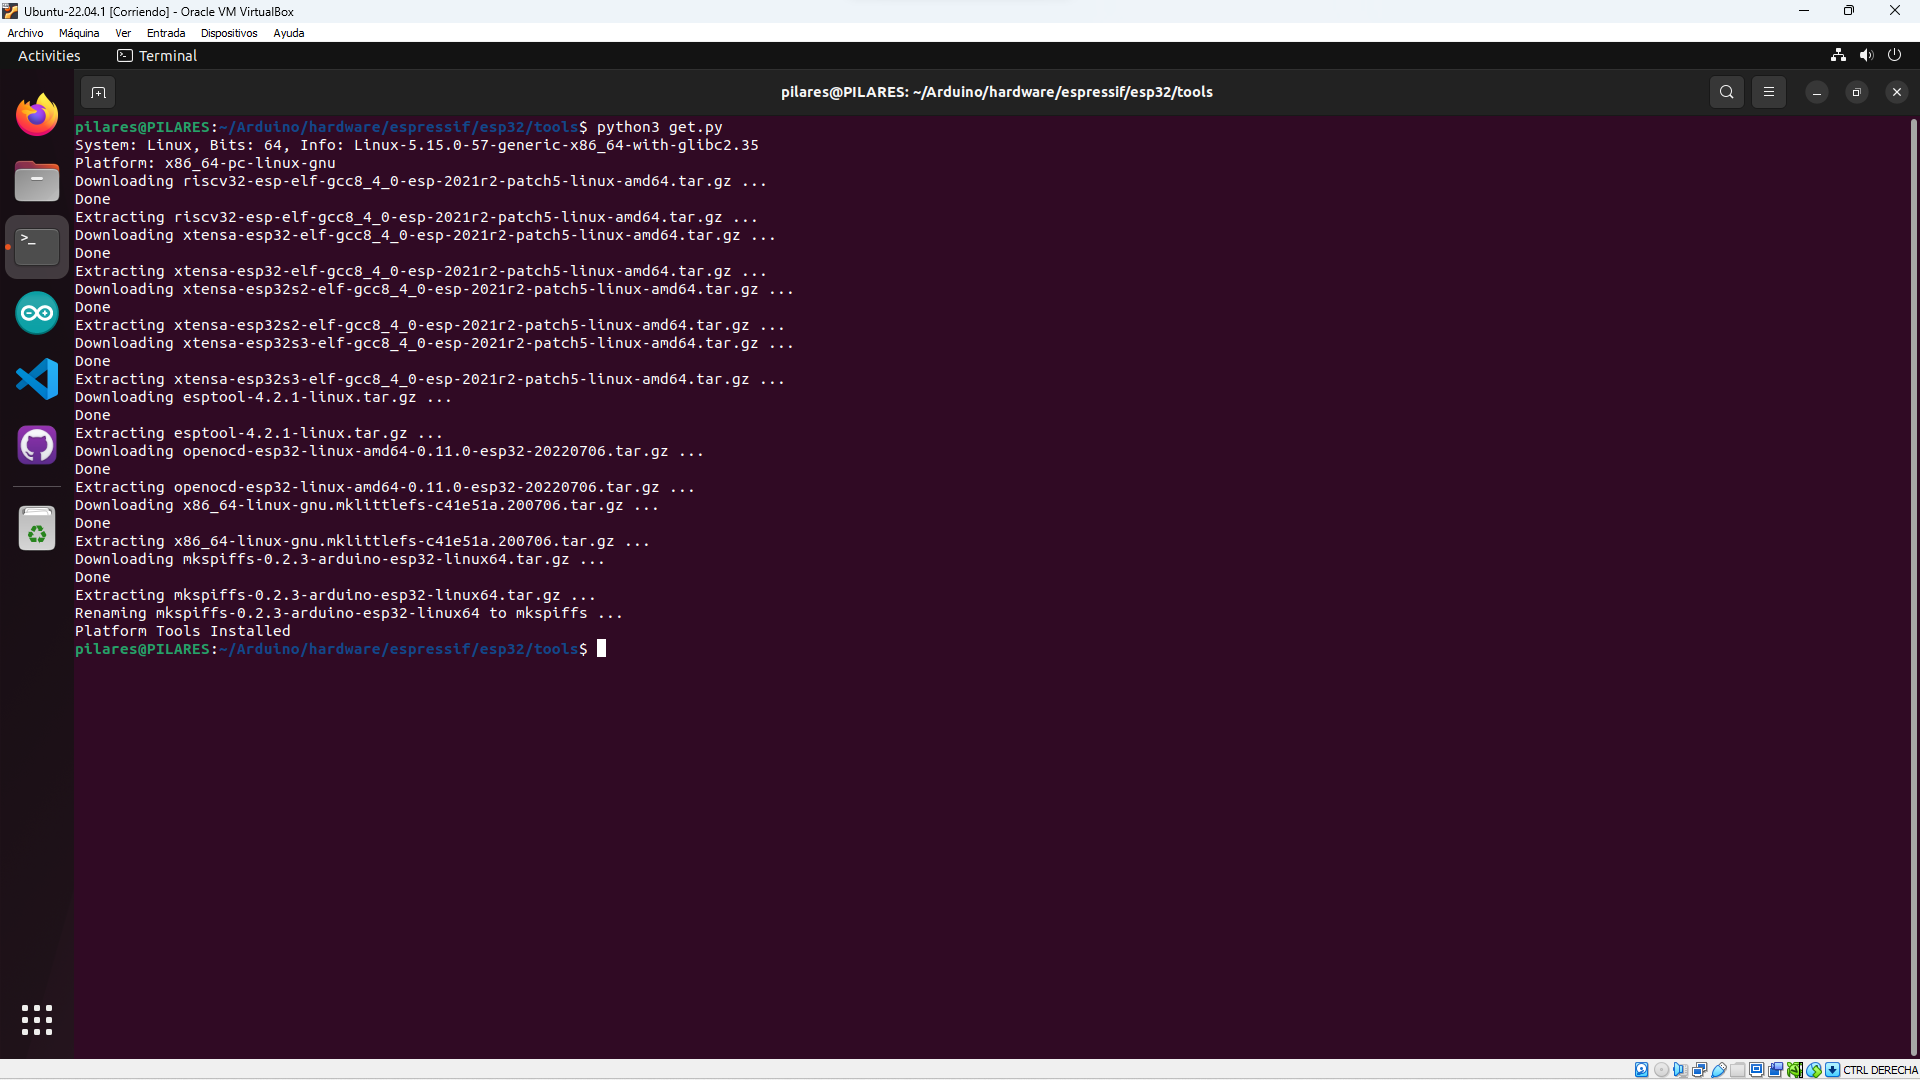 Ubuntu-22.04.1 [Corriendo] - Oracle VM VirtualBox
Archivo Máquina Ver Entrada Dispositivos Ayuda
Activities Terminal
pilares@PILARES: ~/Arduino/hardware/espressif/esp32/tools
pilares@PILARES:~/Arduino/hardware/espressif/esp32/tools$ python3 get.py
System: Linux, Bits: 64, Info: Linux-5.15.0-57-generic-x86_64-with-glibc2.35
Platform: x86_64-pc-linux-gnu
Downloading riscv32-esp-elf-gcc8_4_0-esp-2021r2-patch5-linux-amd64.tar.gz ...
Done
Extracting riscv32-esp-elf-gcc8_4_0-esp-2021r2-patch5-linux-amd64.tar.gz ...
Downloading xtensa-esp32-elf-gcc8_4_0-esp-2021r2-patch5-linux-amd64.tar.gz ...
Done
Extracting xtensa-esp32-elf-gcc8_4_0-esp-2021r2-patch5-linux-amd64.tar.gz ...
Downloading xtensa-esp32s2-elf-gcc8_4_0-esp-2021r2-patch5-linux-amd64.tar.gz ...
Done
Extracting xtensa-esp32s2-elf-gcc8_4_0-esp-2021r2-patch5-linux-amd64.tar.gz ...
Downloading xtensa-esp32s3-elf-gcc8_4_0-esp-2021r2-patch5-linux-amd64.tar.gz ...
Done
Extracting xtensa-esp32s3-elf-gcc8_4_0-esp-2021r2-patch5-linux-amd64.tar.gz ...
Downloading esptool-4.2.1-linux.tar.gz ...
Done
Extracting esptool-4.2.1-linux.tar.gz ...
Downloading openocd-esp32-linux-amd64-0.11.0-esp32-20220706.tar.gz ...
Done
Extracting openocd-esp32-linux-amd64-0.11.0-esp32-20220706.tar.gz ...
Downloading x86_64-linux-gnu.mklittlefs-c41e51a.200706.tar.gz ...
Done
Extracting x86_64-linux-gnu.mklittlefs-c41e51a.200706.tar.gz ...
Downloading mkspiffs-0.2.3-arduino-esp32-linux64.tar.gz ...
Done
Extracting mkspiffs-0.2.3-arduino-esp32-linux64.tar.gz ...
Renaming mkspiffs-0.2.3-arduino-esp32-linux64 to mkspiffs ...
Platform Tools Installed
pilares@PILARES:~/Arduino/hardware/espressif/esp32/tools$
CTRL DERECHA